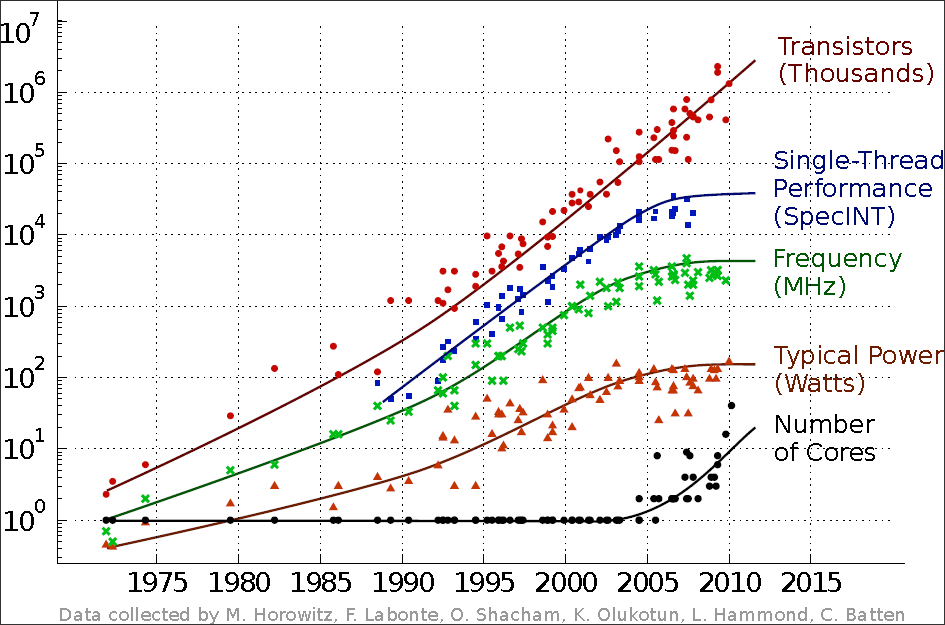 10^7
10^6
10^5
10^4
10^3
10^2
10^1
10^0
Transistors
(Thousands)
Single-Thread
Performance
(SpecINT)
Frequency
(MHz)
Typical Power
(Watts)
Number
of Cores
1975 1980 1985 1990 1995 2000 2005 2010 2015
Data collected by M. Horowitz, F. Labonte, O. Shacham, K. Olukotun, L. Hammond, C. Batten